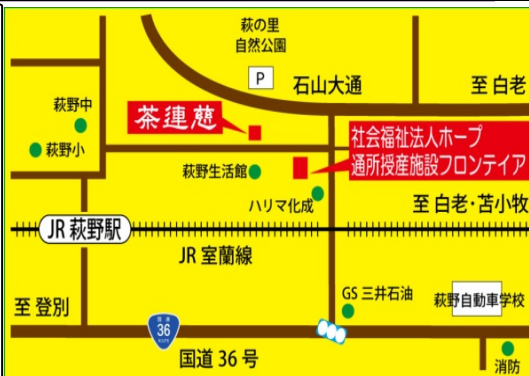 萩の里
自然公園
P
石山大通
至 白老
萩野中
茶連慈
萩野小
社会福祉法人ホープ
通所授産施設フロンテイア
萩野生活館
ハリマ化成
至 白老・苫小牧
JR 萩野駅
JR 室蘭線
GS 三井石油
萩野自動車学校
至 登別
国道
36
ROUTE
国道 36 号
消防